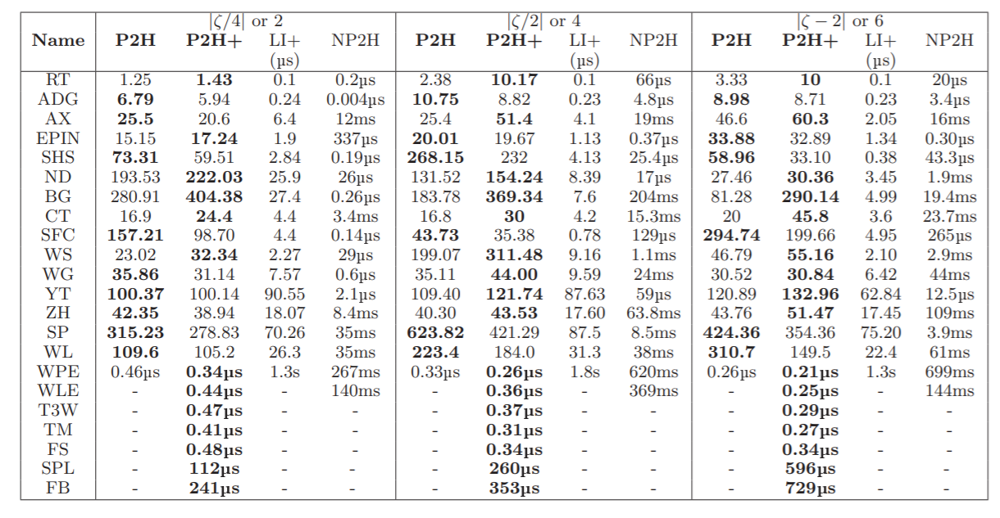 |ζ/4| or 2 |ζ/2| or 4 |ζ − 2| or 6
Name P2H P2H+ LI+ NP2H P2H P2H+ LI+ NP2H P2H P2H+ LI+ NP2H
(µs) (µs) (µs)
RT 1.25 1.43 0.1 0.2µs 2.38 10.17 0.1 66µs 3.33 10 0.1 20µs
ADG 6.79 5.94 0.24 0.004µs 10.75 8.82 0.23 4.8µs 8.98 8.71 0.23 3.4µs
AX 25.5 20.6 6.4 12ms 25.4 51.4 4.1 19ms 46.6 60.3 2.05 16ms
EPIN 15.15 17.24 1.9 337µs 20.01 19.67 1.13 0.37µs 33.88 32.89 1.34 0.30µs
SHS 73.31 59.51 2.84 0.19µs 268.15 232 4.13 25.4µs 58.96 33.10 0.38 43.3µs
ND 193.53 222.03 25.9 26µs 131.52 154.24 8.39 17µs 27.46 30.36 3.45 1.9ms
BG 280.91 404.38 27.4 0.26µs 183.78 369.34 7.6 204ms 81.28 290.14 4.99 19.4ms
CT 16.9 24.4 4.4 3.4ms 16.8 30 4.2 15.3ms 20 45.8 3.6 23.7ms
SFC 157.21 98.70 4.4 0.14µs 43.73 35.38 0.78 129µs 294.74 199.66 4.95 265µs
WS 23.02 32.34 2.27 29µs 199.07 311.48 9.16 1.1ms 46.79 55.16 2.10 2.9ms
WG 35.86 31.14 7.57 0.6µs 35.11 44.00 9.59 24ms 30.52 30.84 6.42 44ms
YT 100.37 100.14 90.55 2.1µs 109.40 121.74 87.63 59µs 120.89 132.96 62.84 12.5µs
ZH 42.35 38.94 18.07 8.4ms 40.30 43.53 17.60 63.8ms 43.76 51.47 17.45 109ms
SP 315.23 278.83 70.26 35ms 623.82 421.29 87.5 8.5ms 424.36 354.36 75.20 3.9ms
WL 109.6 105.2 26.3 35ms 223.4 184.0 31.3 38ms 310.7 149.5 22.4 61ms
WPE 0.46µs 0.34µs 1.3s 267ms 0.33µs 0.26µs 1.8s 620ms 0.26µs 0.21µs 1.3s 699ms
WLE - 0.44µs - 140ms - 0.36µs - 369ms - 0.25µs - 144ms
T3W - 0.47µs - - - 0.37µs - - - 0.29µs - -
TM - 0.41µs - - - 0.31µs - - - 0.27µs - -
FS - 0.48µs - - - 0.34µs - - - 0.34µs - -
SPL - 112µs - - - 260µs - - - 596µs - -
FB - 241µs - - - 353µs - - - 729µs - -